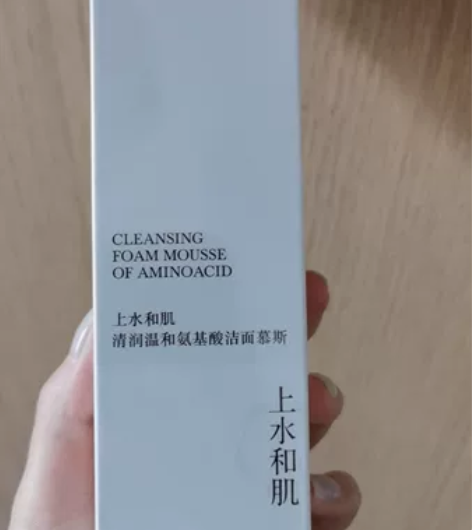 CLEANSING
FOAM MOUSSE
OF AMINOACID
上水和肌
清润温和氨基酸洁面慕斯
上水和肌